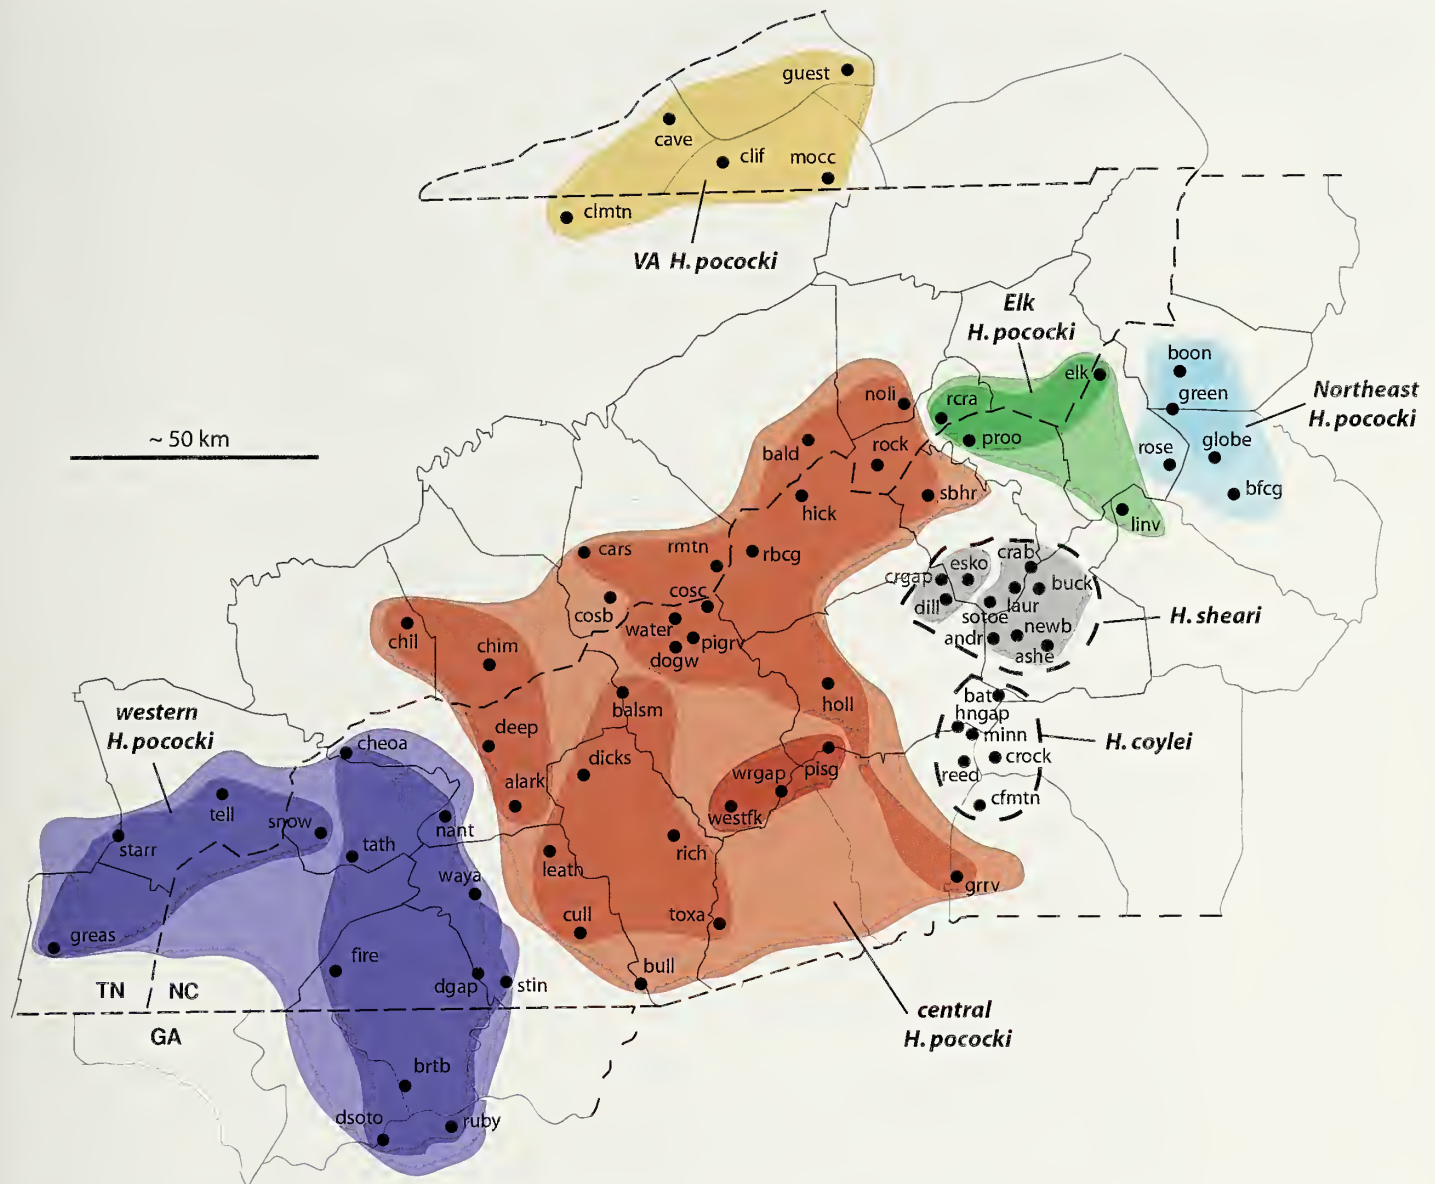 guest
cave
clif
mocc
clmtn
VA H. pococki
Elk
H. pococki
elk
boon
green
Northeast
H. pococki
noli
rcra
proo
rose
globe
bfcg
~ 50 km
bald
rock
sbhr
linv
hick
rbcg
cars
rmtn
cosc
cosb
water
pigrv
dogw
crgap
esko
crab
buck
dill
laur
sotoe
newb
andr
ashe
H. sheari
chil
chim
holl
bat
hngap
minn
crock
reed
cfmtn
H. coylei
balsm
deep
dicks
alark
wrgap
pisg
westfk
western
H. pococki
cheoa
tell
snow
nant
starr
tath
leath
rich
waya
grrv
cull
toxa
greas
fire
dgap
stin
bull
TN
NC
GA
central
H. pococki
brtb
dsoto
ruby